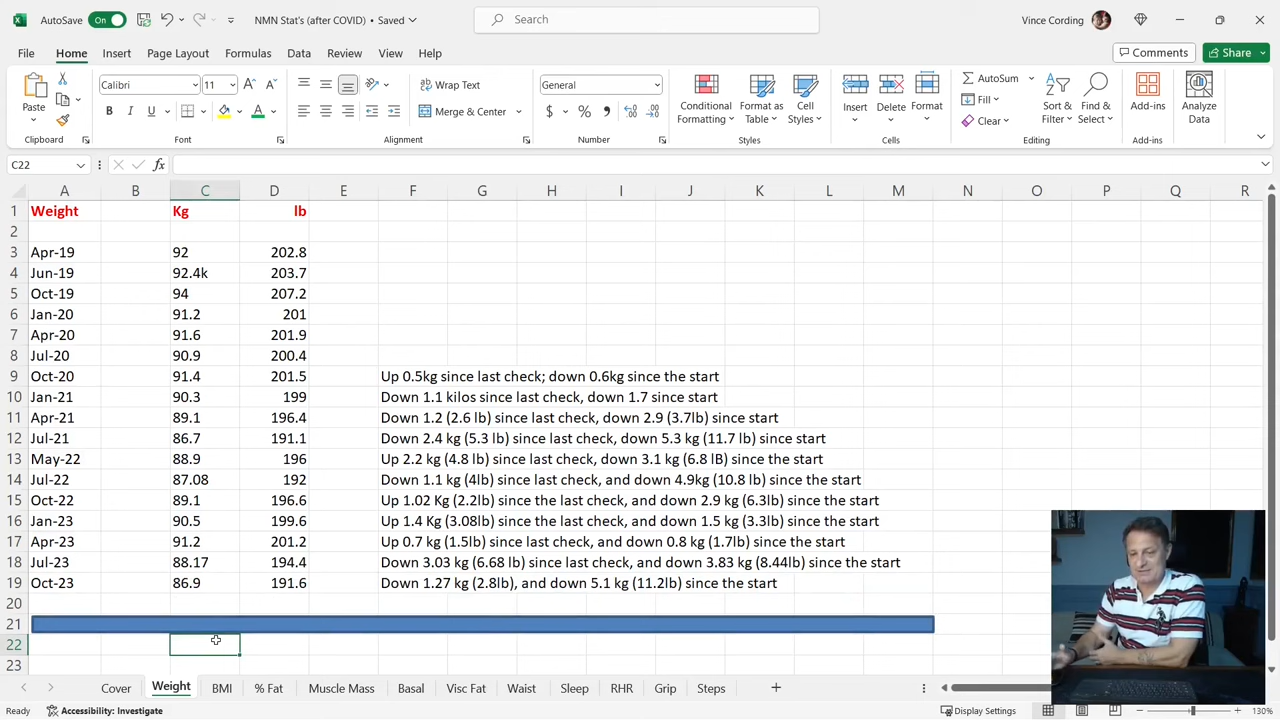 AutoSave On NMN Stat's (after COVID) • Saved Search Vince Cording
File Home Insert Page Layout Formulas Data Review View Help Comments Share
Paste Calibri 11 Wrap Text General Conditional Formatting Format as Table Cell Styles Insert Delete Format AutoSum Sort & Filter Find & Select Add-ins Analyze Data
B I U Merge & Center $ % , Fill
Clear
Clipboard Font Alignment Number Styles Cells Editing Add-ins
C22 fx
A B C D E F G H I J K L M N O P Q R
1 Weight Kg lb
2
3 Apr-19 92 202.8
4 Jun-19 92.4k 203.7
5 Oct-19 94 207.2
6 Jan-20 91.2 201
7 Apr-20 91.6 201.9
8 Jul-20 90.9 200.4
9 Oct-20 91.4 201.5 Up 0.5kg since last check; down 0.6kg since the start
10 Jan-21 90.3 199 Down 1.1 kilos since last check, down 1.7 since start
11 Apr-21 89.1 196.4 Down 1.2 (2.6 lb) since last check, down 2.9 (3.7lb) since start
12 Jul-21 86.7 191.1 Down 2.4 kg (5.3 lb) since last check, down 5.3 kg (11.7 lb) since start
13 May-22 88.9 196 Up 2.2 kg (4.8 lb) since last check, down 3.1 kg (6.8 lB) since the start
14 Jul-22 87.08 192 Down 1.1 kg (4lb) since last check, and down 4.9kg (10.8 lb) since the start
15 Oct-22 89.1 196.6 Up 1.02 Kg (2.2lb) since the last check, and down 2.9 kg (6.3lb) since the start
16 Jan-23 90.5 199.6 Up 1.4 Kg (3.08lb) since the last check, and down 1.5 kg (3.3lb) since the start
17 Apr-23 91.2 201.2 Up 0.7 kg (1.5lb) since last check, and down 0.8 kg (1.7lb) since the start
18 Jul-23 88.17 194.4 Down 3.03 kg (6.68 lb) since last check, and down 3.83 kg (8.44lb) since the start
19 Oct-23 86.9 191.6 Down 1.27 kg (2.8lb), and down 5.1 kg (11.2lb) since the start
20
21
22
23
Cover Weight BMI % Fat Muscle Mass Basal Visc Fat Waist Sleep RHR Grip Steps
Ready Accessibility: Investigate Display Settings 130%